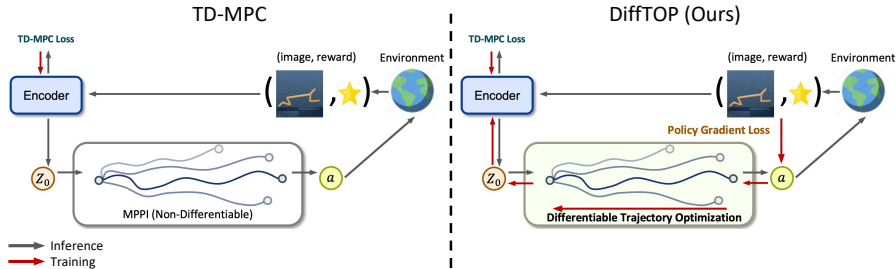 TD-MPC
TD-MPC Loss
(image, reward)
Environment
Encoder
( , )
Z0
a
MPPI (Non-Differentiable)
Inference
Training
DiffTOP (Ours)
TD-MPC Loss
(image, reward)
Environment
Encoder
( , )
Policy Gradient Loss
Z0
a
Differentiable Trajectory Optimization